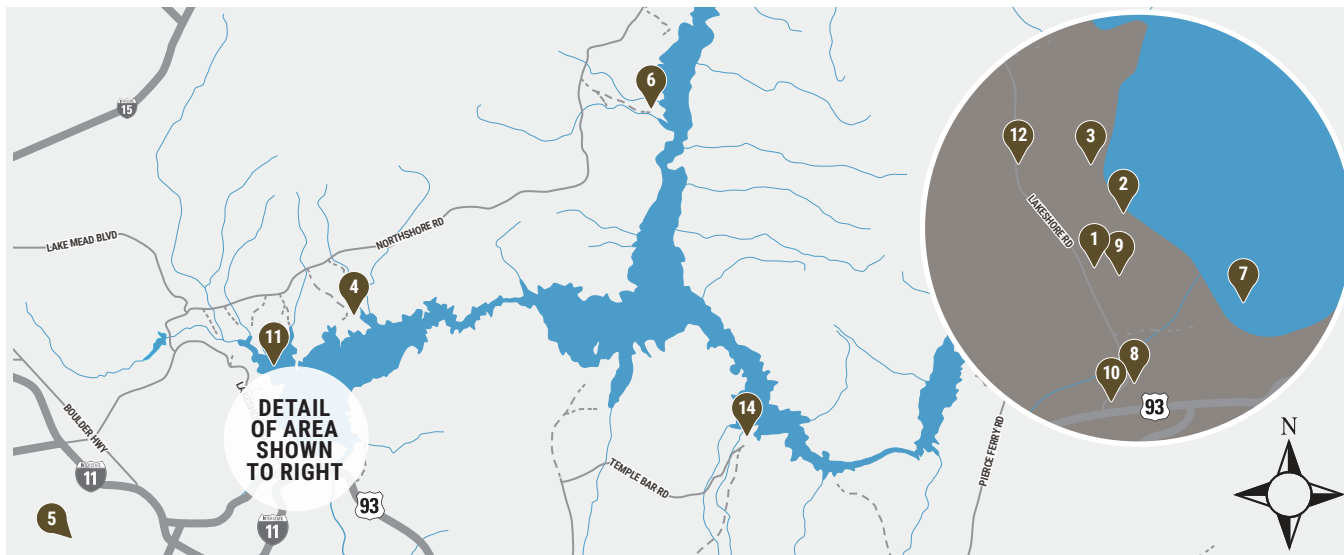 6
12
3
15
2
LAKESHORE RD
NORTHSHORE RD
LAKE MEAD BLVD
1
9
4
7
11
8
10
DETAIL
OF AREA
SHOWN
TO RIGHT
93
14
BOULDER HWY
PIERCE FERRY RD
N
TEMPLE BAR RD
INTERSTATE
11
93
5
INTERSTATE
11